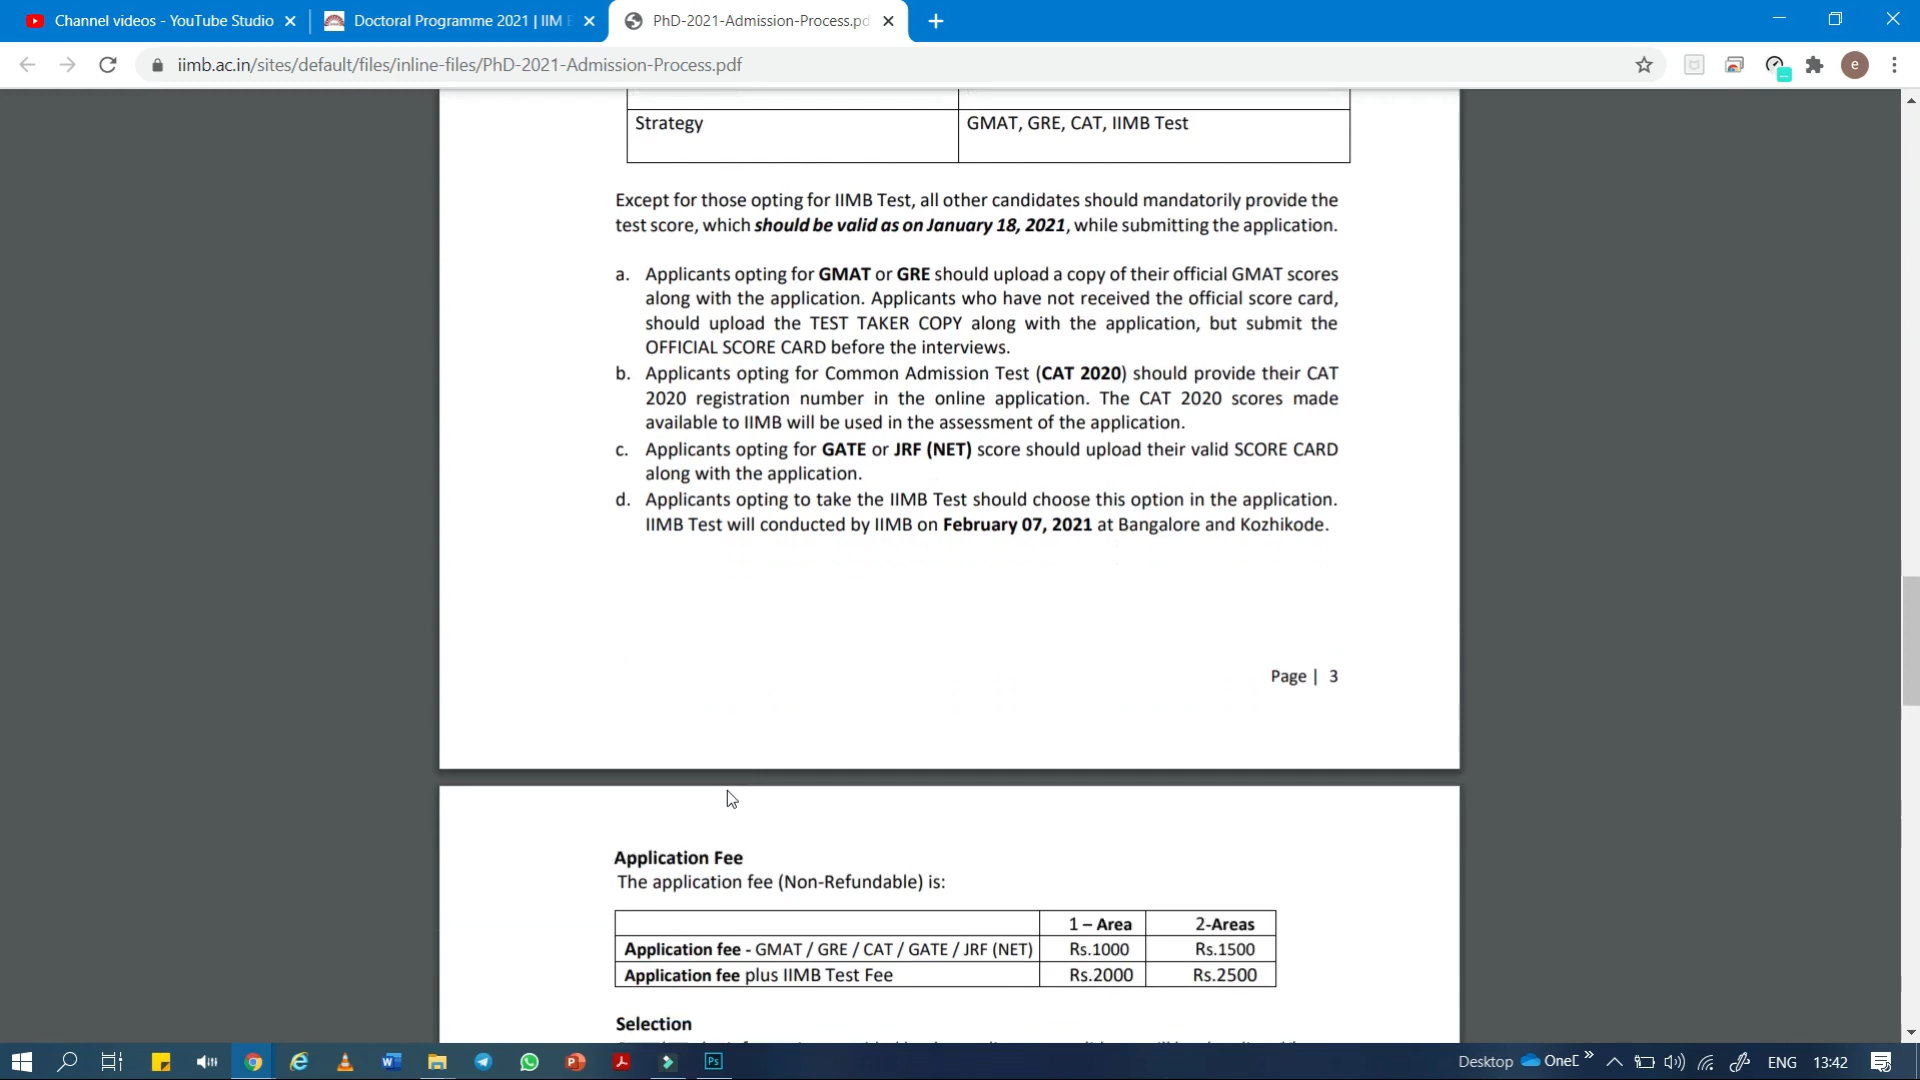 Channel videos - YouTube Studio
Doctoral Programme 2021 | IIM
PhD-2021-Admission-Process.pd
iimb.ac.in/sites/default/files/inline-files/PhD-2021-Admission-Process.pdf
e
Strategy GMAT, GRE, CAT, IIMB Test
Except for those opting for IIMB Test, all other candidates should mandatorily provide the
test score, which should be valid as on January 18, 2021, while submitting the application.
a. Applicants opting for GMAT or GRE should upload a copy of their official GMAT scores
along with the application. Applicants who have not received the official score card,
should upload the TEST TAKER COPY along with the application, but submit the
OFFICIAL SCORE CARD before the interviews.
b. Applicants opting for Common Admission Test (CAT 2020) should provide their CAT
2020 registration number in the online application. The CAT 2020 scores made
available to IIMB will be used in the assessment of the application.
c. Applicants opting for GATE or JRF (NET) score should upload their valid SCORE CARD
along with the application.
d. Applicants opting to take the IIMB Test should choose this option in the application.
IIMB Test will conducted by IIMB on February 07, 2021 at Bangalore and Kozhikode.
Page | 3
Application Fee
The application fee (Non-Refundable) is:
1 – Area 2-Areas
Application fee - GMAT / GRE / CAT / GATE / JRF (NET) Rs.1000 Rs.1500
Application fee plus IIMB Test Fee Rs.2000 Rs.2500
Selection
Desktop OneD ENG 13:42